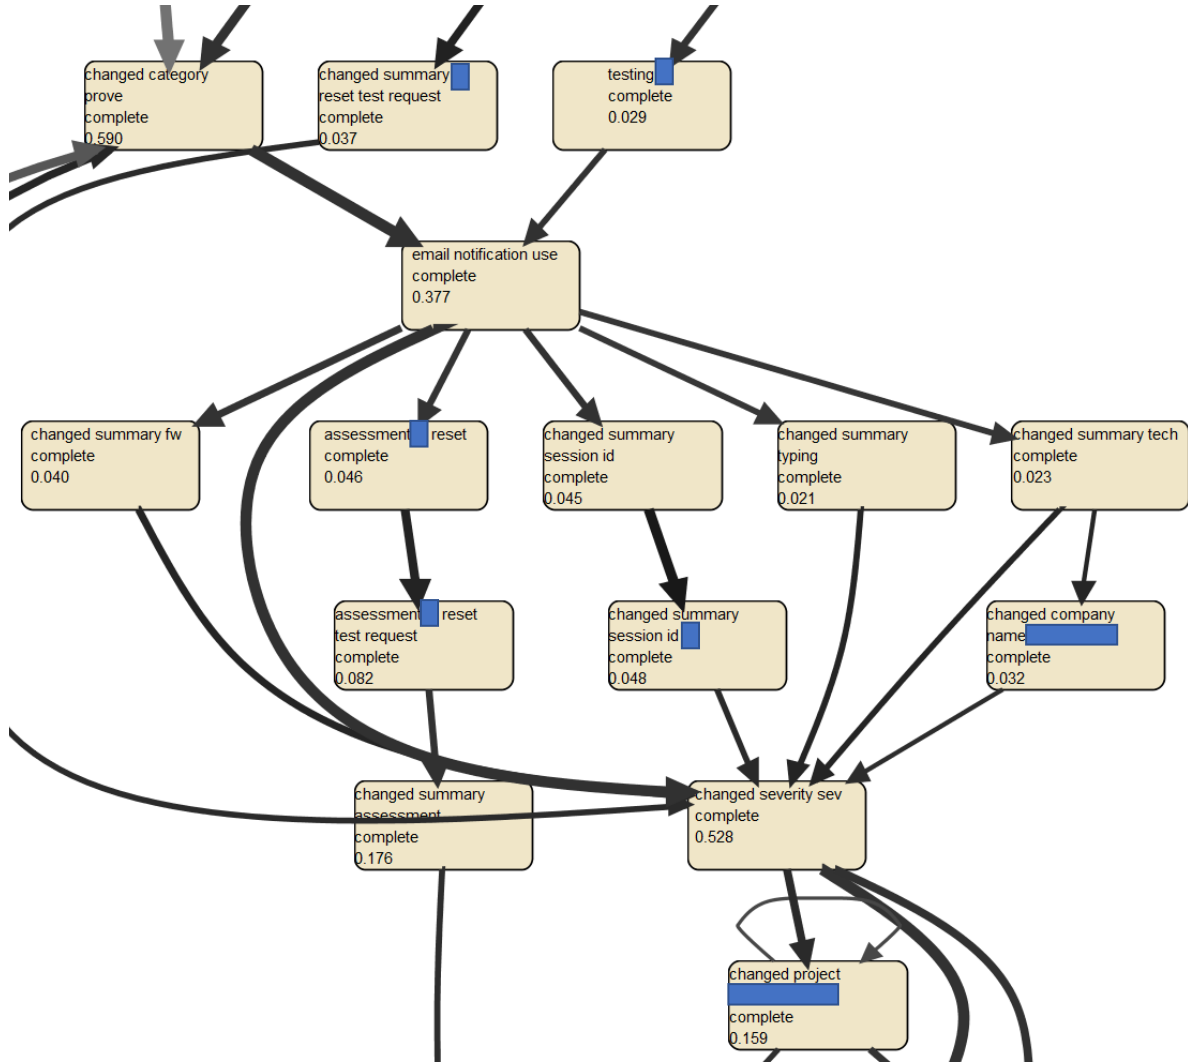 changed category
prove
complete
0.590
changed summary
reset test request
complete
0.037
testing
complete
0.029
email notification use
complete
0.377
changed summary fw
complete
0.040
assessment reset
complete
0.046
changed summary
session id
complete
0.045
changed summary
typing
complete
0.021
changed summary tech
complete
0.023
assessment reset
test request
complete
0.082
changed summary
session id
complete
0.048
changed company
name
complete
0.032
changed summary
assessment
complete
0.176
changed severity sev
complete
0.528
changed project
complete
0.159